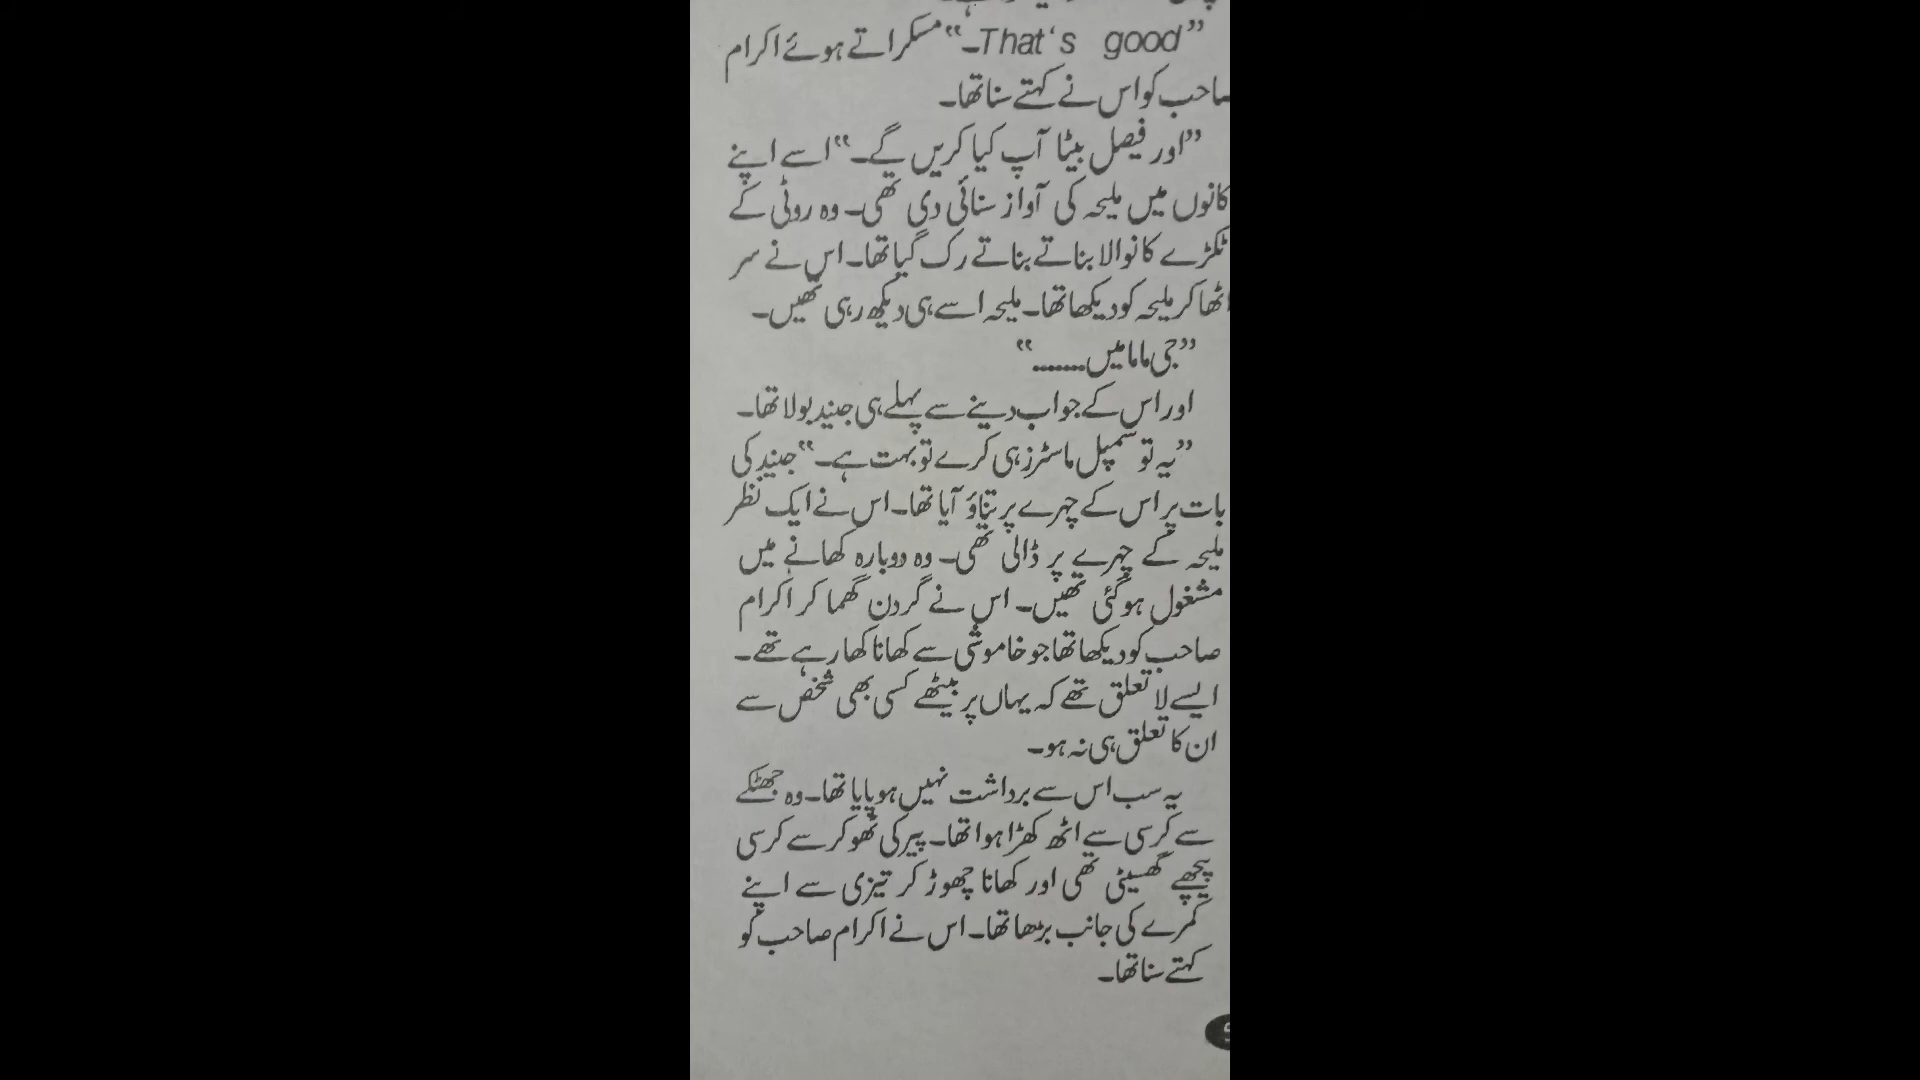 ”That‘s good۔“ مسکراتے ہوئے اکرام
صاحب کو اس نے کہتے سنا تھا۔
”اور فیصل بیٹا آپ کیا کریں گے۔“ اسے اپنے
کانوں میں ملیحہ کی آواز سنائی دی تھی۔ وہ روٹی کے
ٹکڑے کا نوالا بناتے بناتے رک گیا تھا۔ اس نے سر
اٹھا کر ملیحہ کو دیکھا تھا۔ ملیحہ اسے ہی دیکھ رہی تھیں۔
”جی ماما میں.......“
اور اس کے جواب دینے سے پہلے ہی جنید بولا تھا۔
”یہ تو سمپل ماسٹرز ہی کرے تو بہت ہے۔“ جنید کی
بات پر اس کے چہرے پر تناؤ آیا تھا۔ اس نے ایک نظر
ملیحہ کے چہرے پر ڈالی تھی۔ وہ دوبارہ کھانے میں
مشغول ہوگئی تھیں۔ اس نے گردن گھما کر اکرام
صاحب کو دیکھا تھا جو خاموشی سے کھانا کھا رہے تھے۔
ایسے لا تعلق تھے کہ یہاں پر بیٹھے کسی بھی شخص سے
ان کا تعلق ہی نہ ہو۔
یہ سب اس سے برداشت نہیں ہو پایا تھا۔ وہ جھٹکے
سے کرسی سے اٹھ کھڑا ہوا تھا۔ پیر کی ٹھوکر سے کرسی
پیچھے گھسیٹی تھی اور کھانا چھوڑ کر تیزی سے اپنے
کمرے کی جانب بڑھا تھا۔ اس نے اکرام صاحب کو
کہتے سنا تھا۔